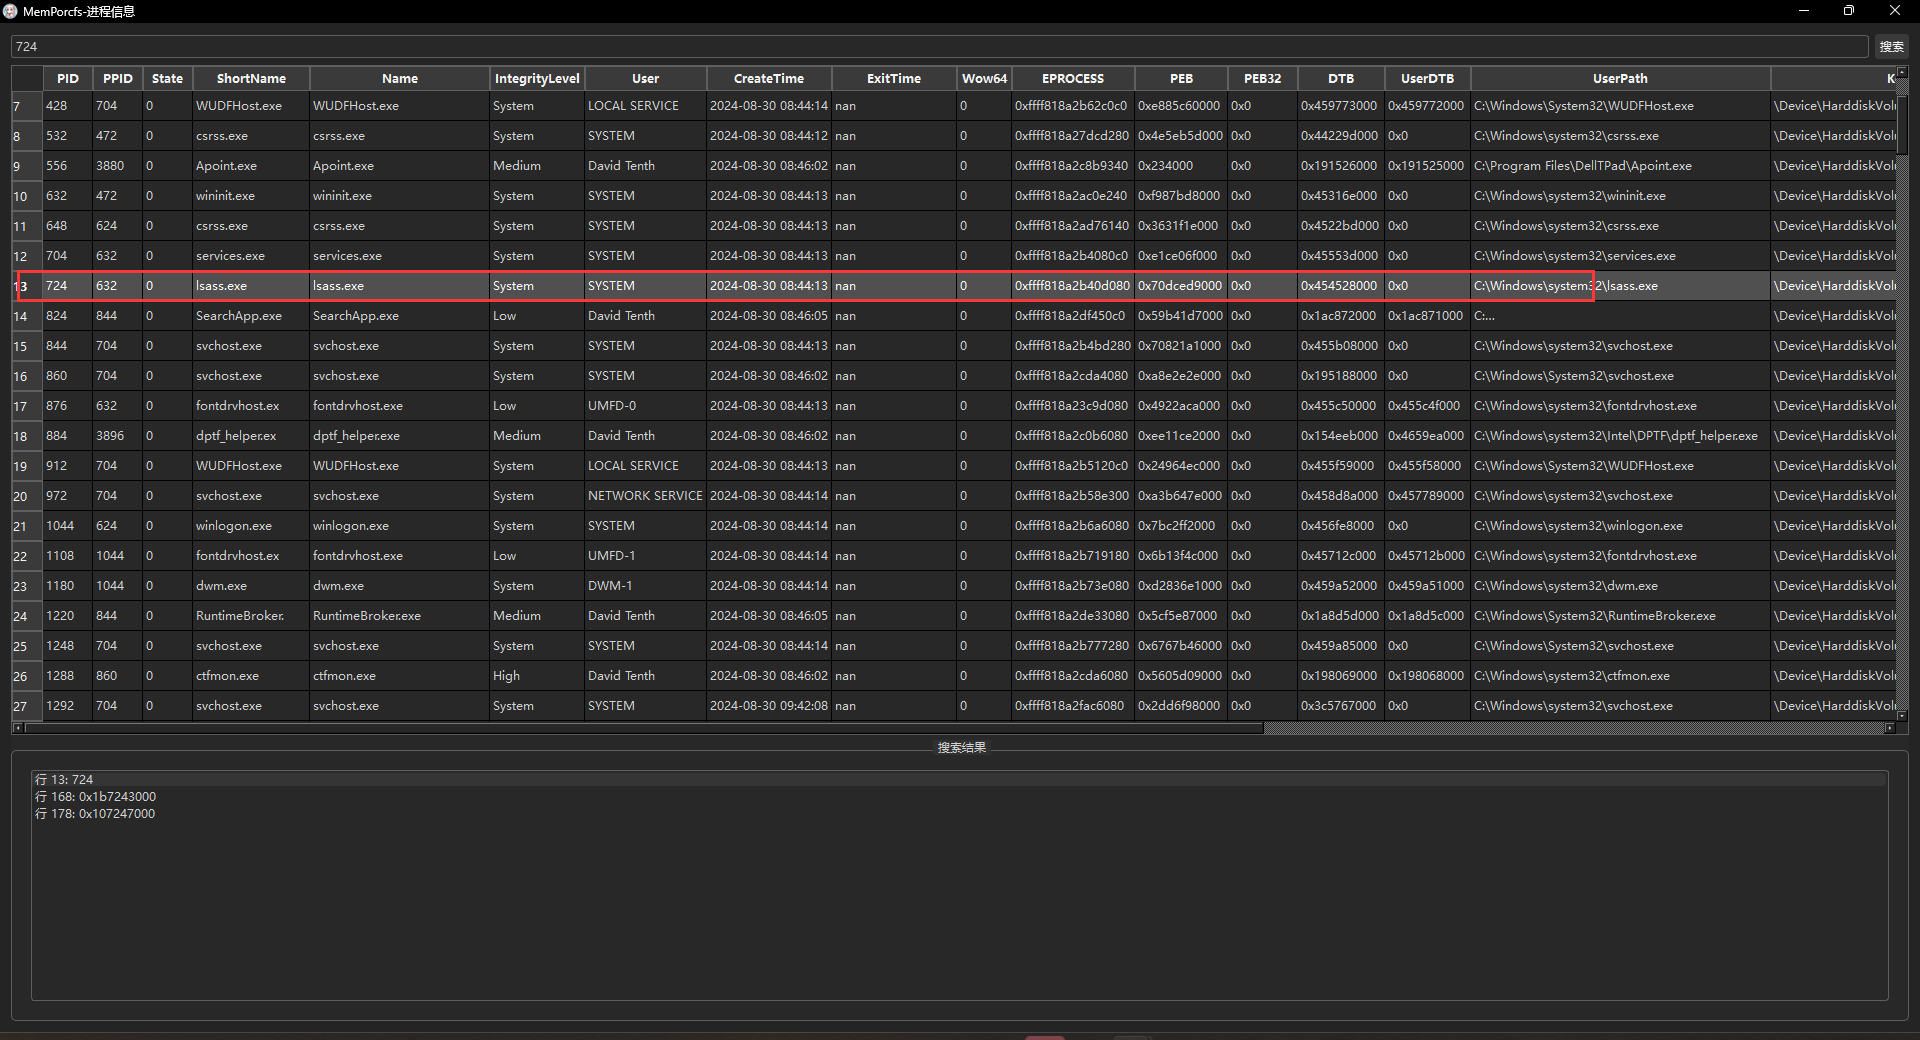 MemPorcfs-进程信息
724 搜索
PID PPID State ShortName Name IntegrityLevel User CreateTime ExitTime Wow64 EPROCESS PEB PEB32 DTB UserDTB UserPath K
7 428 704 0 WUDFHost.exe WUDFHost.exe System LOCAL SERVICE 2024-08-30 08:44:14 nan 0 0xffff818a2b62c0c0 0xe885c60000 0x0 0x459773000 0x459772000 C:\Windows\System32\WUDFHost.exe \Device\HarddiskVolu
8 532 472 0 csrss.exe csrss.exe System SYSTEM 2024-08-30 08:44:12 nan 0 0xffff818a27dcd280 0x4e5eb5d000 0x0 0x44229d000 0x0 C:\Windows\system32\csrss.exe \Device\HarddiskVolu
9 556 3880 0 Apoint.exe Apoint.exe Medium David Tenth 2024-08-30 08:46:02 nan 0 0xffff818a2c8b9340 0x234000 0x0 0x191526000 0x191525000 C:\Program Files\DellTPad\Apoint.exe \Device\HarddiskVolu
10 632 472 0 wininit.exe wininit.exe System SYSTEM 2024-08-30 08:44:13 nan 0 0xffff818a2ac0e240 0xf987bd8000 0x0 0x45316e000 0x0 C:\Windows\system32\wininit.exe \Device\HarddiskVolu
11 648 624 0 csrss.exe csrss.exe System SYSTEM 2024-08-30 08:44:13 nan 0 0xffff818a2ad76140 0x3631f1e000 0x0 0x4522bd000 0x0 C:\Windows\system32\csrss.exe \Device\HarddiskVolu
12 704 632 0 services.exe services.exe System SYSTEM 2024-08-30 08:44:13 nan 0 0xffff818a2b4080c0 0xe1ce06f000 0x0 0x45553d000 0x0 C:\Windows\system32\services.exe \Device\HarddiskVolu
13 724 632 0 lsass.exe lsass.exe System SYSTEM 2024-08-30 08:44:13 nan 0 0xffff818a2b40d080 0x70dced9000 0x0 0x454528000 0x0 C:\Windows\system32\lsass.exe \Device\HarddiskVolu
14 824 844 0 SearchApp.exe SearchApp.exe Low David Tenth 2024-08-30 08:46:05 nan 0 0xffff818a2df450c0 0x59b41d7000 0x0 0x1ac872000 0x1ac871000 C:... \Device\HarddiskVolu
15 844 704 0 svchost.exe svchost.exe System SYSTEM 2024-08-30 08:44:13 nan 0 0xffff818a2b4bd280 0x70821a1000 0x0 0x455b08000 0x0 C:\Windows\system32\svchost.exe \Device\HarddiskVolu
16 860 704 0 svchost.exe svchost.exe System SYSTEM 2024-08-30 08:46:02 nan 0 0xffff818a2cda4080 0xa8e2e2e000 0x0 0x195188000 0x0 C:\Windows\System32\svchost.exe \Device\HarddiskVolu
17 876 632 0 fontdrvhost.ex fontdrvhost.exe Low UMFD-0 2024-08-30 08:44:13 nan 0 0xffff818a23c9d080 0x4922aca000 0x0 0x455c50000 0x455c4f000 C:\Windows\system32\fontdrvhost.exe \Device\HarddiskVolu
18 884 3896 0 dptf_helper.ex dptf_helper.exe Medium David Tenth 2024-08-30 08:46:02 nan 0 0xffff818a2c0b6080 0xee11ce2000 0x0 0x154eeb000 0x4659ea000 C:\Windows\system32\Intel\DPTF\dptf_helper.exe \Device\HarddiskVolu
19 912 704 0 WUDFHost.exe WUDFHost.exe System LOCAL SERVICE 2024-08-30 08:44:13 nan 0 0xffff818a2b5120c0 0x24964ec000 0x0 0x455f59000 0x455f58000 C:\Windows\System32\WUDFHost.exe \Device\HarddiskVolu
20 972 704 0 svchost.exe svchost.exe System NETWORK SERVICE 2024-08-30 08:44:14 nan 0 0xffff818a2b58e300 0xa3b647e000 0x0 0x458d8a000 0x457789000 C:\Windows\system32\svchost.exe \Device\HarddiskVolu
21 1044 624 0 winlogon.exe winlogon.exe System SYSTEM 2024-08-30 08:44:14 nan 0 0xffff818a2b6a6080 0x7bc2ff2000 0x0 0x456fe8000 0x0 C:\Windows\system32\winlogon.exe \Device\HarddiskVolu
22 1108 1044 0 fontdrvhost.ex fontdrvhost.exe Low UMFD-1 2024-08-30 08:44:14 nan 0 0xffff818a2b719180 0x6b13f4c000 0x0 0x45712c000 0x45712b000 C:\Windows\system32\fontdrvhost.exe \Device\HarddiskVolu
23 1180 1044 0 dwm.exe dwm.exe System DWM-1 2024-08-30 08:44:14 nan 0 0xffff818a2b73e080 0xd2836e1000 0x0 0x459a52000 0x459a51000 C:\Windows\system32\dwm.exe \Device\HarddiskVolu
24 1220 844 0 RuntimeBroker. RuntimeBroker.exe Medium David Tenth 2024-08-30 08:46:05 nan 0 0xffff818a2de33080 0x5cf5e87000 0x0 0x1a8d5d000 0x1a8d5c000 C:\Windows\System32\RuntimeBroker.exe \Device\HarddiskVolu
25 1248 704 0 svchost.exe svchost.exe System SYSTEM 2024-08-30 08:44:14 nan 0 0xffff818a2b777280 0x6767b46000 0x0 0x459a85000 0x0 C:\Windows\System32\svchost.exe \Device\HarddiskVolu
26 1288 860 0 ctfmon.exe ctfmon.exe High David Tenth 2024-08-30 08:46:02 nan 0 0xffff818a2cda6080 0x5605d09000 0x0 0x198069000 0x198068000 C:\Windows\system32\ctfmon.exe \Device\HarddiskVolu
27 1292 704 0 svchost.exe svchost.exe System SYSTEM 2024-08-30 09:42:08 nan 0 0xffff818a2fac6080 0x2dd6f98000 0x0 0x3c5767000 0x0 C:\Windows\system32\svchost.exe \Device\HarddiskVolu
搜索结果
行 13: 724
行 168: 0x1b7243000
行 178: 0x107247000